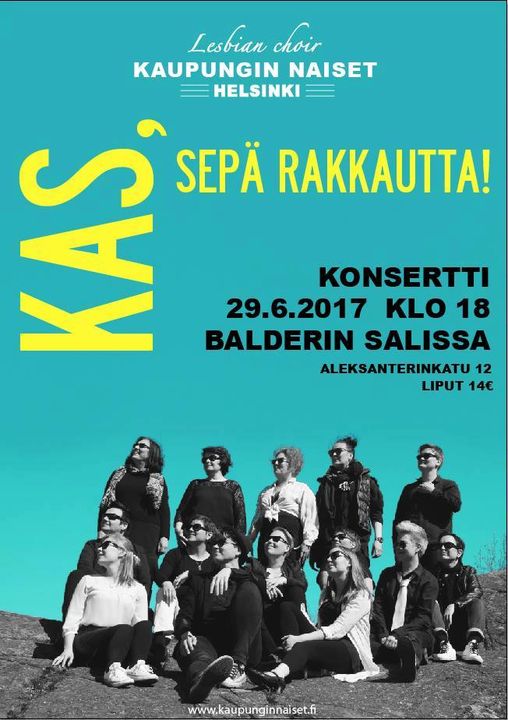 Lesbian choir
KAUPUNGIN NAISET
HELSINKI
KAS,
SEPÄ RAKKAUTTA!
KONSERTTI
29.6.2017 KLO 18
BALDERIN SALISSA
ALEKSANTERINKATU 12
LIPUT 14€
www.kaupunginnaiset.fi